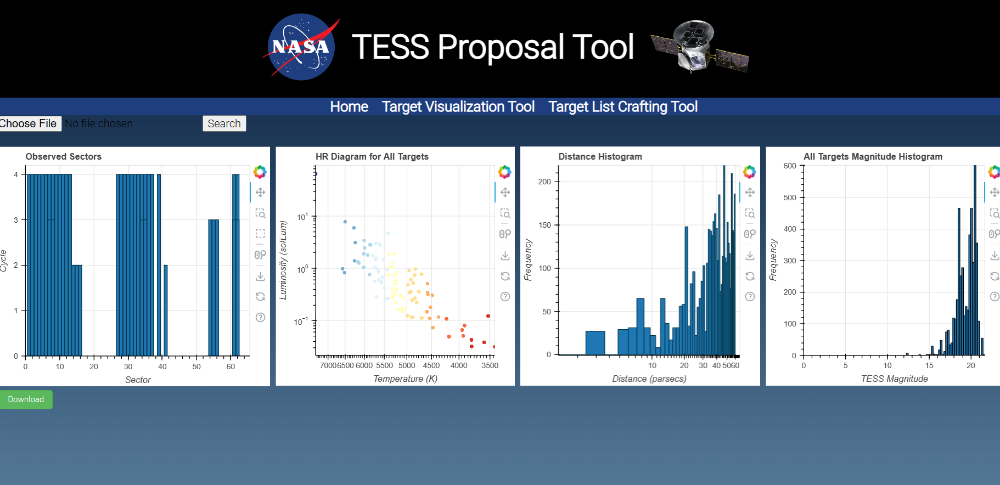 NASA
TESS Proposal Tool
Home Target Visualization Tool Target List Crafting Tool
Choose File No file chosen Search
Observed Sectors
4
3
2
1
0
0 10 20 30 40 50 60
Cycle
Sector
HR Diagram for All Targets
10¹
10⁰
10⁻¹
7000 6500 6000 5500 5000 4500 4000 3500
Luminosity (solLum)
Temperature (K)
Distance Histogram
200
150
100
50
0
10 20 30 40 50 60
Frequency
Distance (parsecs)
All Targets Magnitude Histogram
600
500
400
300
200
100
0
0 5 10 15 20
Frequency
TESS Magnitude
Download